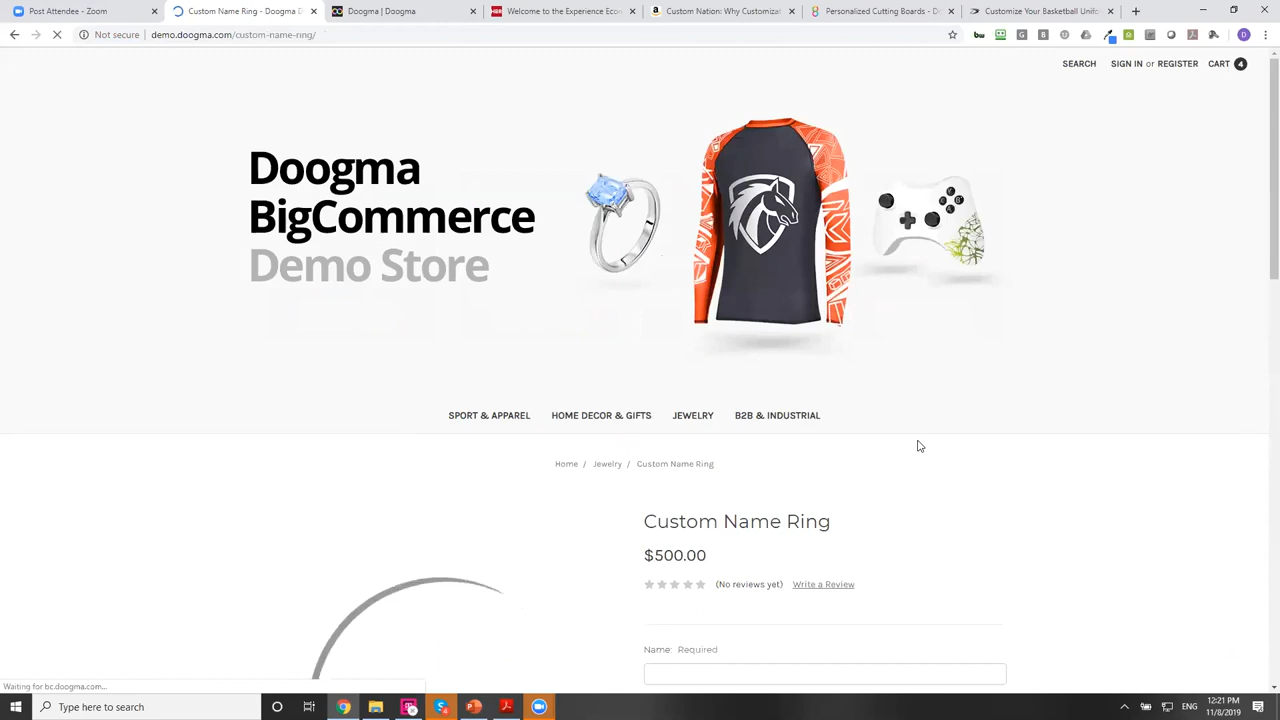 Post Attendee - Zoom
Custom Name Ring - Doogma D
Doogma | Doogma
Welcome to the Experience Econ
Custom Nation: Why Customizat
Personalized Cutting Boards - Et
Customize Your Basketball Unifo
Not secure
demo.doogma.com/custom-name-ring/
SEARCH SIGN IN or REGISTER CART 4
Doogma
BigCommerce
Demo Store
SPORT & APPAREL HOME DECOR & GIFTS JEWELRY B2B & INDUSTRIAL
Home / Jewelry / Custom Name Ring
Custom Name Ring
$500.00
(No reviews yet) Write a Review
Name: Required
Waiting for bc.doogma.com...
Type here to search
ENG
12:21 PM
11/8/2019